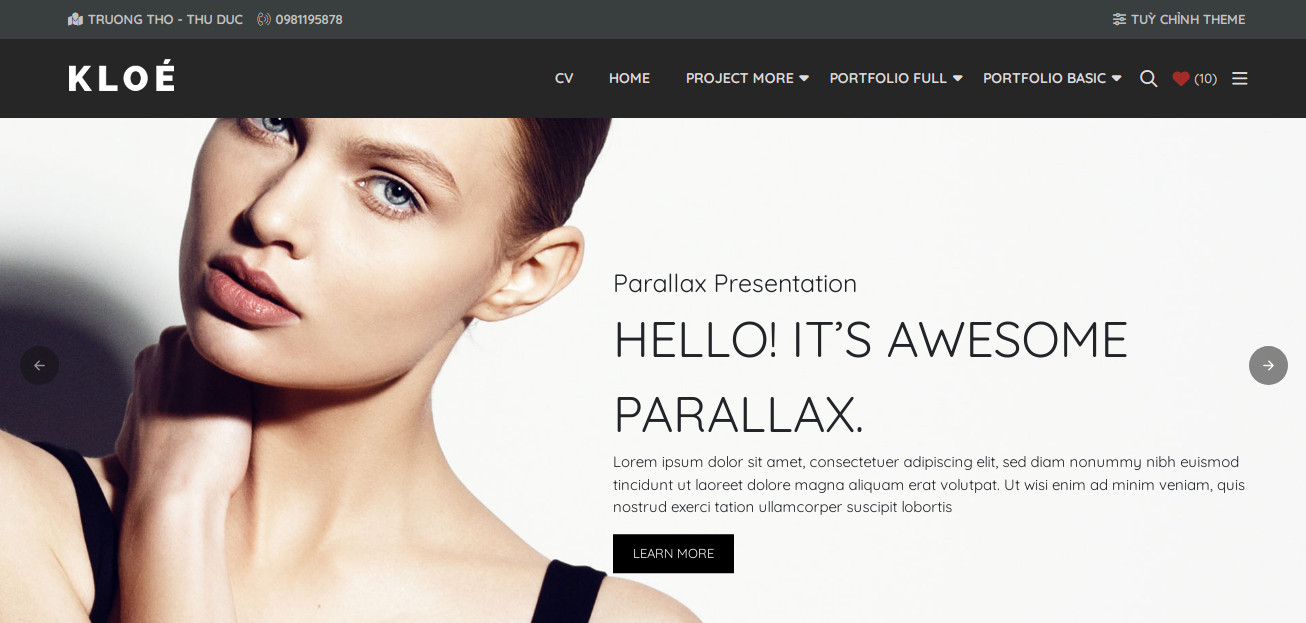 TRUONG THO - THU DUC 0981195878 TUỲ CHỈNH THEME
KLOÉ CV HOME PROJECT MORE PORTFOLIO FULL PORTFOLIO BASIC (10)
Parallax Presentation
HELLO! IT’S AWESOME
PARALLAX.
Lorem ipsum dolor sit amet, consectetuer adipiscing elit, sed diam nonummy nibh euismod
tincidunt ut laoreet dolore magna aliquam erat volutpat. Ut wisi enim ad minim veniam, quis
nostrud exerci tation ullamcorper suscipit lobortis
LEARN MORE